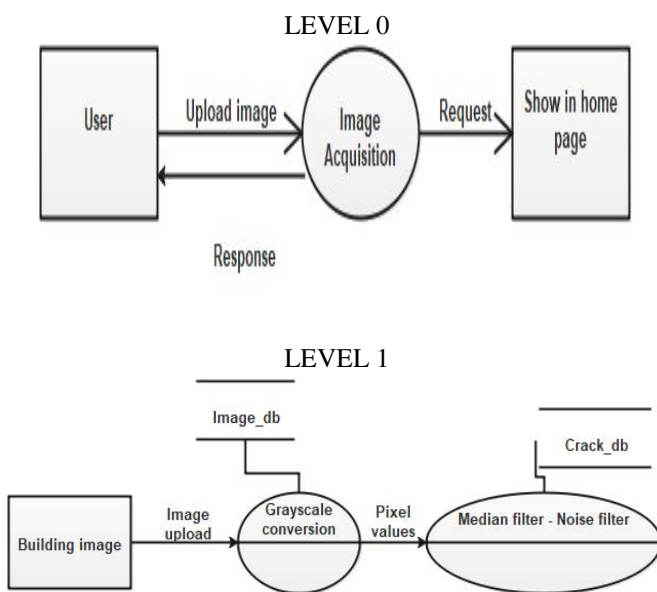 LEVEL 0
User
Upload image
Image
Acquisition
Request
Show in home
page
Response
LEVEL 1
Image_db
Crack_db
Building image
Image
upload
Grayscale
conversion
Pixel
values
Median filter - Noise filter